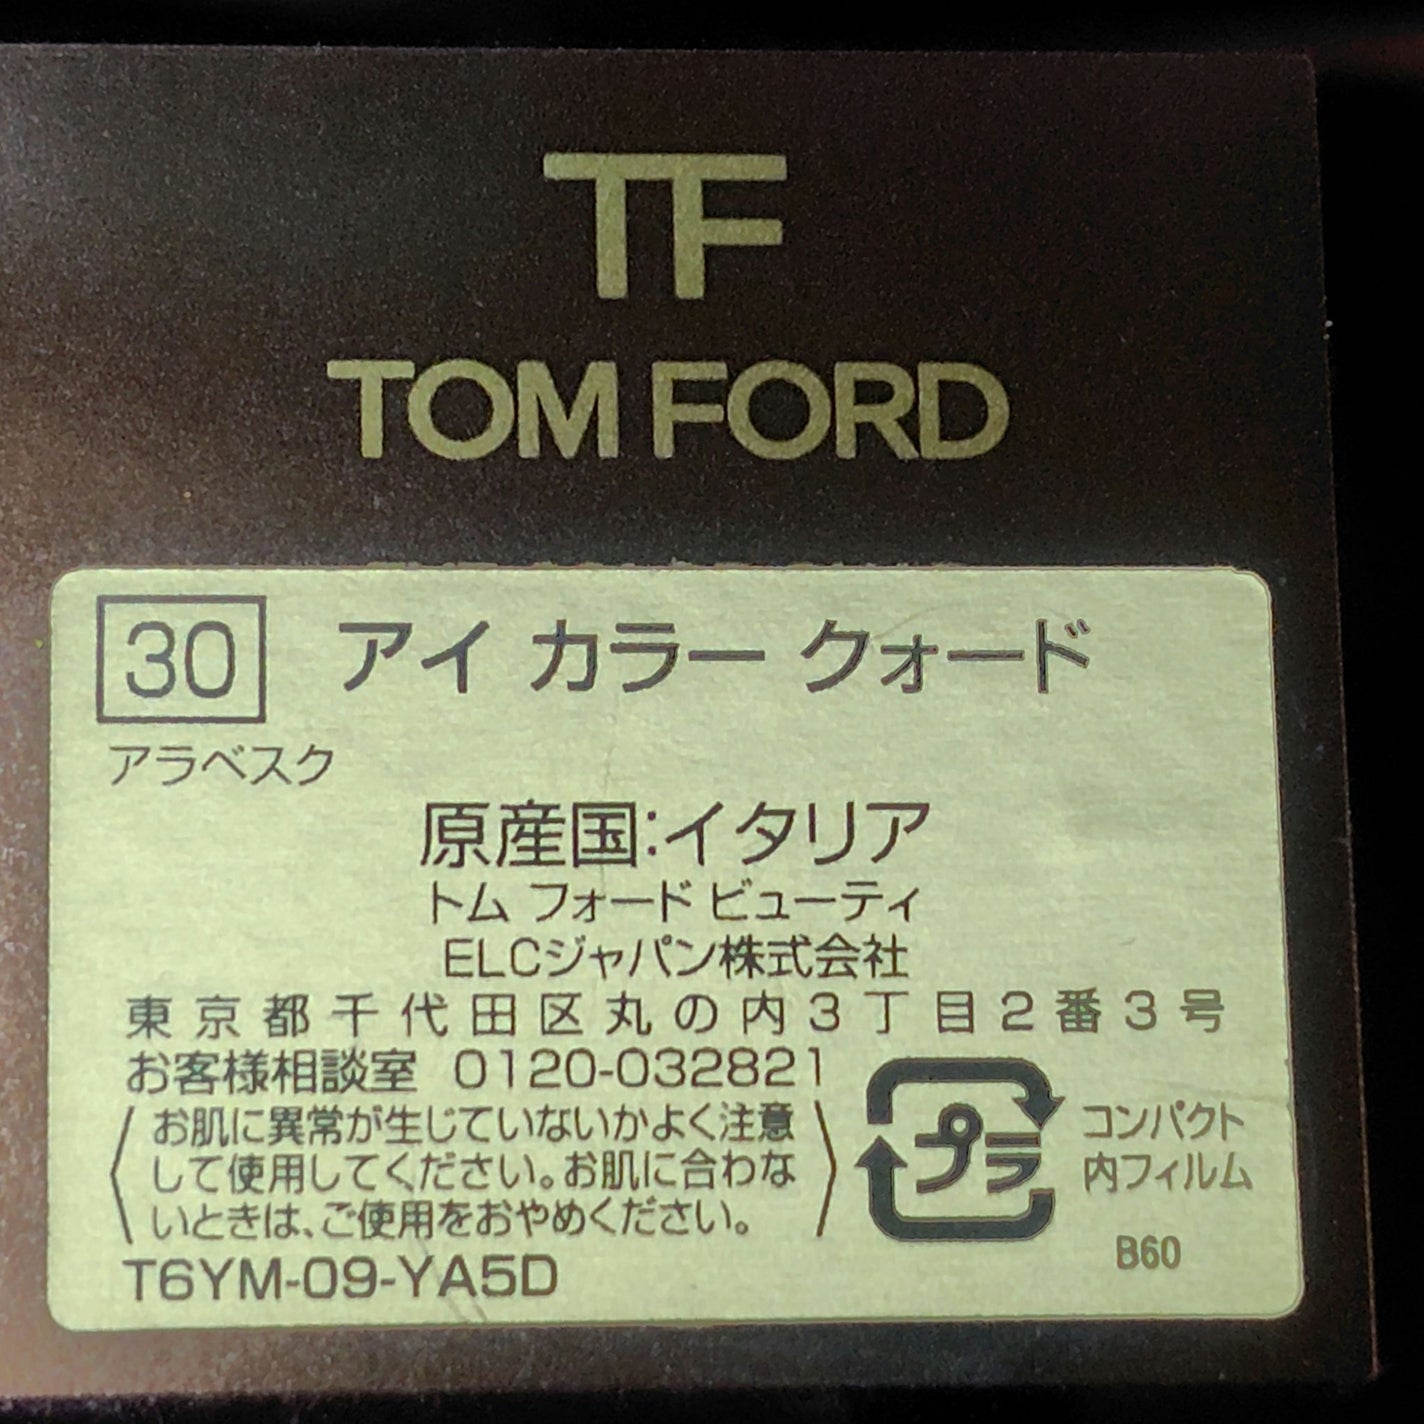 TF
TOM FORD
30 アイ カラー クォード
アラベスク
原産国:イタリア
トム フォード ビューティ
ELCジャパン株式会社
東京都千代田区丸の内3丁目2番3号
お客様相談室 0120-032821
お肌に異常が生じていないかよく注意
して使用してください。お肌に合わな
いときは、ご使用をおやめください。
プラ
コンパクト
内フィルム
T6YM-09-YA5D
B60